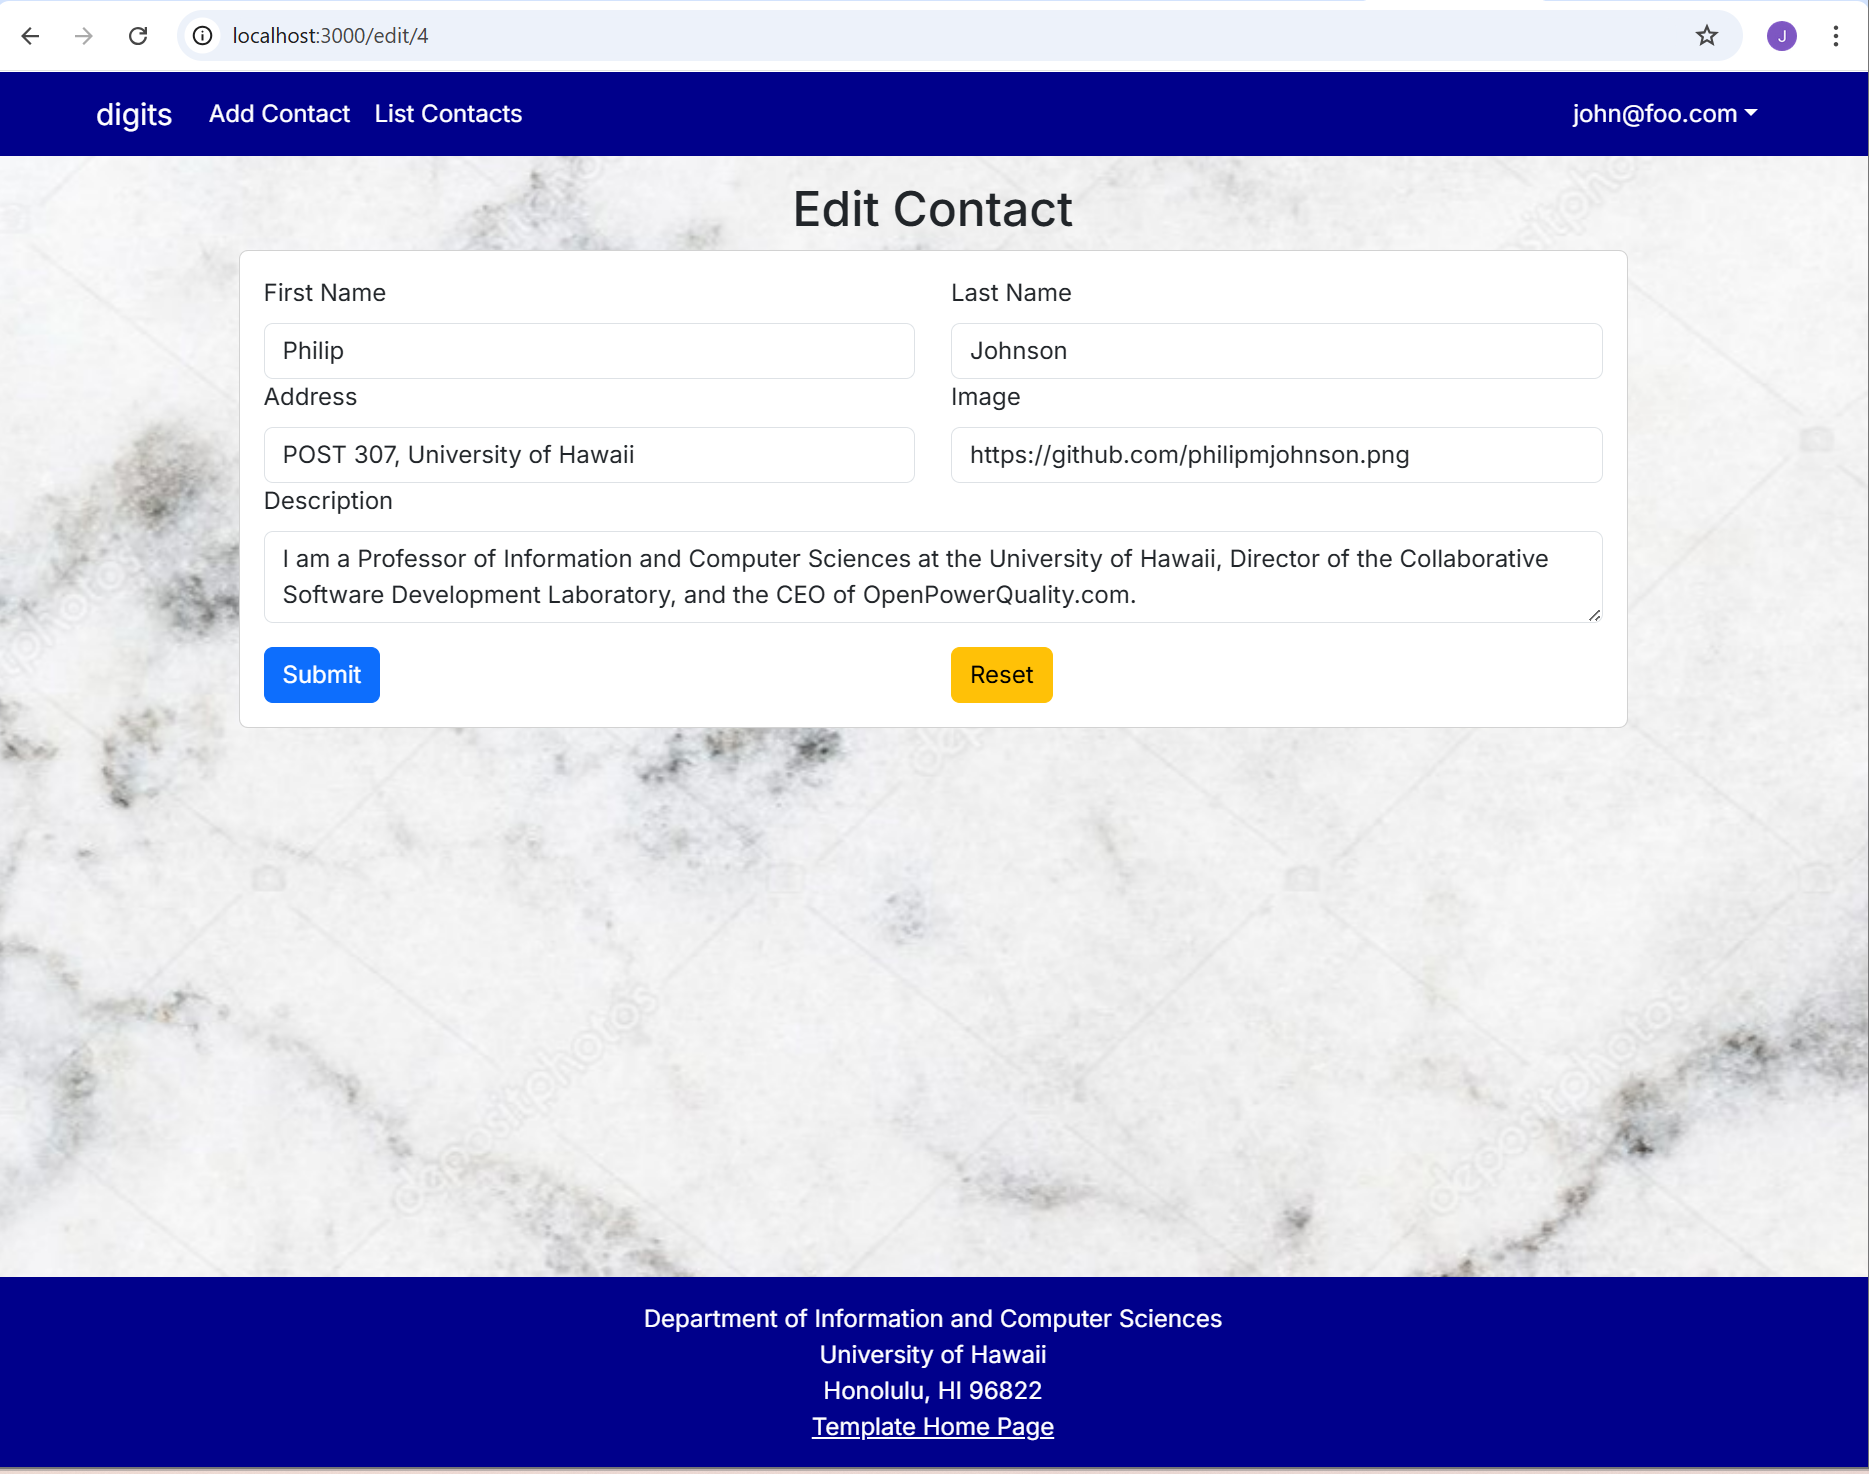 localhost:3000/edit/4
J
digits Add Contact List Contacts john@foo.com
Edit Contact
First Name Last Name
Philip Johnson
Address Image
POST 307, University of Hawaii https://github.com/philipmjohnson.png
Description
I am a Professor of Information and Computer Sciences at the University of Hawaii, Director of the Collaborative
Software Development Laboratory, and the CEO of OpenPowerQuality.com.
Submit Reset
depositphotos
depositphotos
depositphotos
Department of Information and Computer Sciences
University of Hawaii
Honolulu, HI 96822
Template Home Page